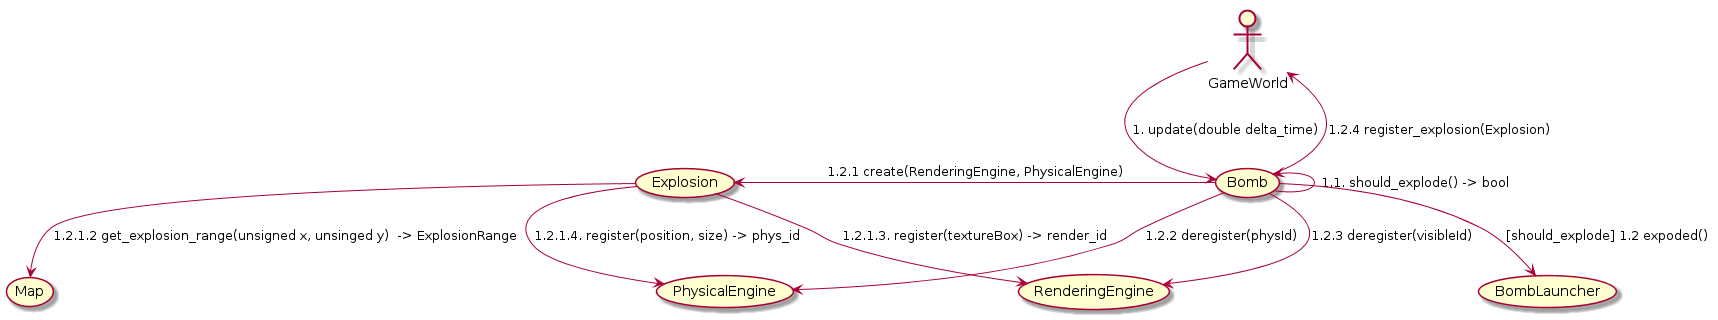 GameWorld
1. update(double delta_time)
1.2.4 register_explosion(Explosion)
1.2.1 create(RenderingEngine, PhysicalEngine)
Explosion
Bomb
1.1. should_explode() -> bool
1.2.1.2 get_explosion_range(unsigned x, unsinged y)  -> ExplosionRange
1.2.1.4. register(position, size) -> phys_id
1.2.1.3. register(textureBox) -> render_id
1.2.2 deregister(physId)
1.2.3 deregister(visibleId)
[should_explode] 1.2 expoded()
Map
PhysicalEngine
RenderingEngine
BombLauncher